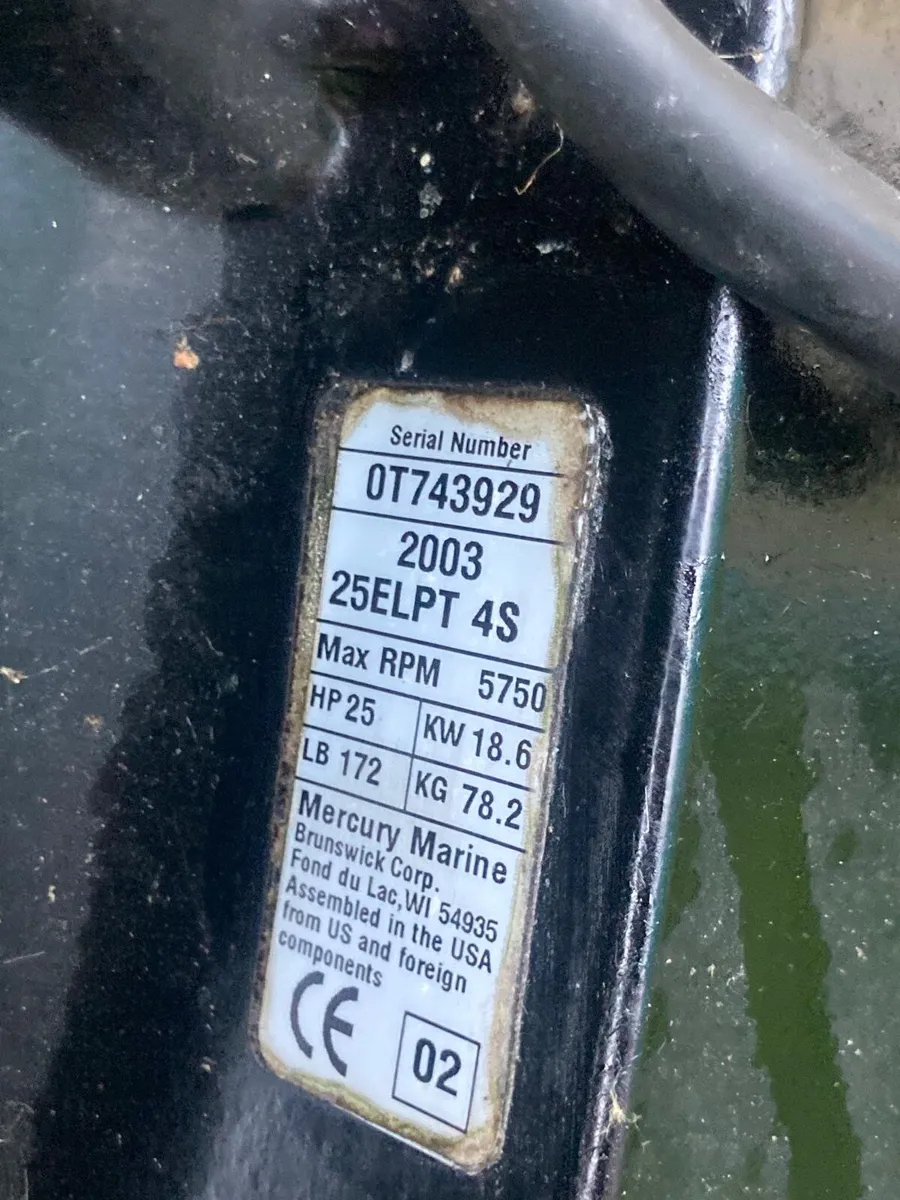 Serial Number
0T743929
2003
25ELPT 4S
Max RPM 5750
HP 25 KW 18.6
LB 172 KG 78.2
Mercury Marine
Brunswick Corp.
Fond du Lac,WI 54935
Assembled in the USA
from US and foreign
components
CE 02